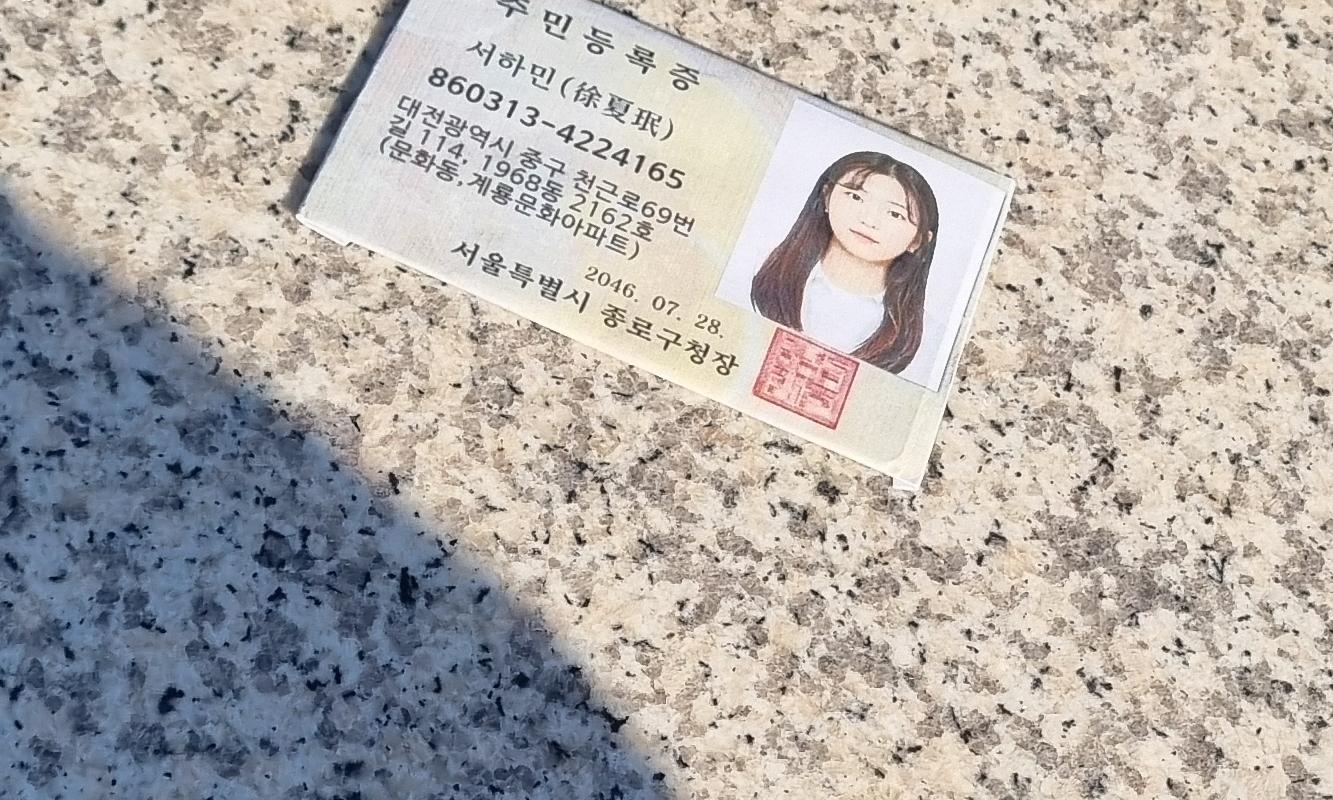 주민등록증
서하민(徐夏珉)
860313-4224165
대전광역시 중구 천근로69번
길 114, 1968동 2162호
(문화동,계룡문화아파트)
2046. 07. 28.
서울특별시 종로구청장